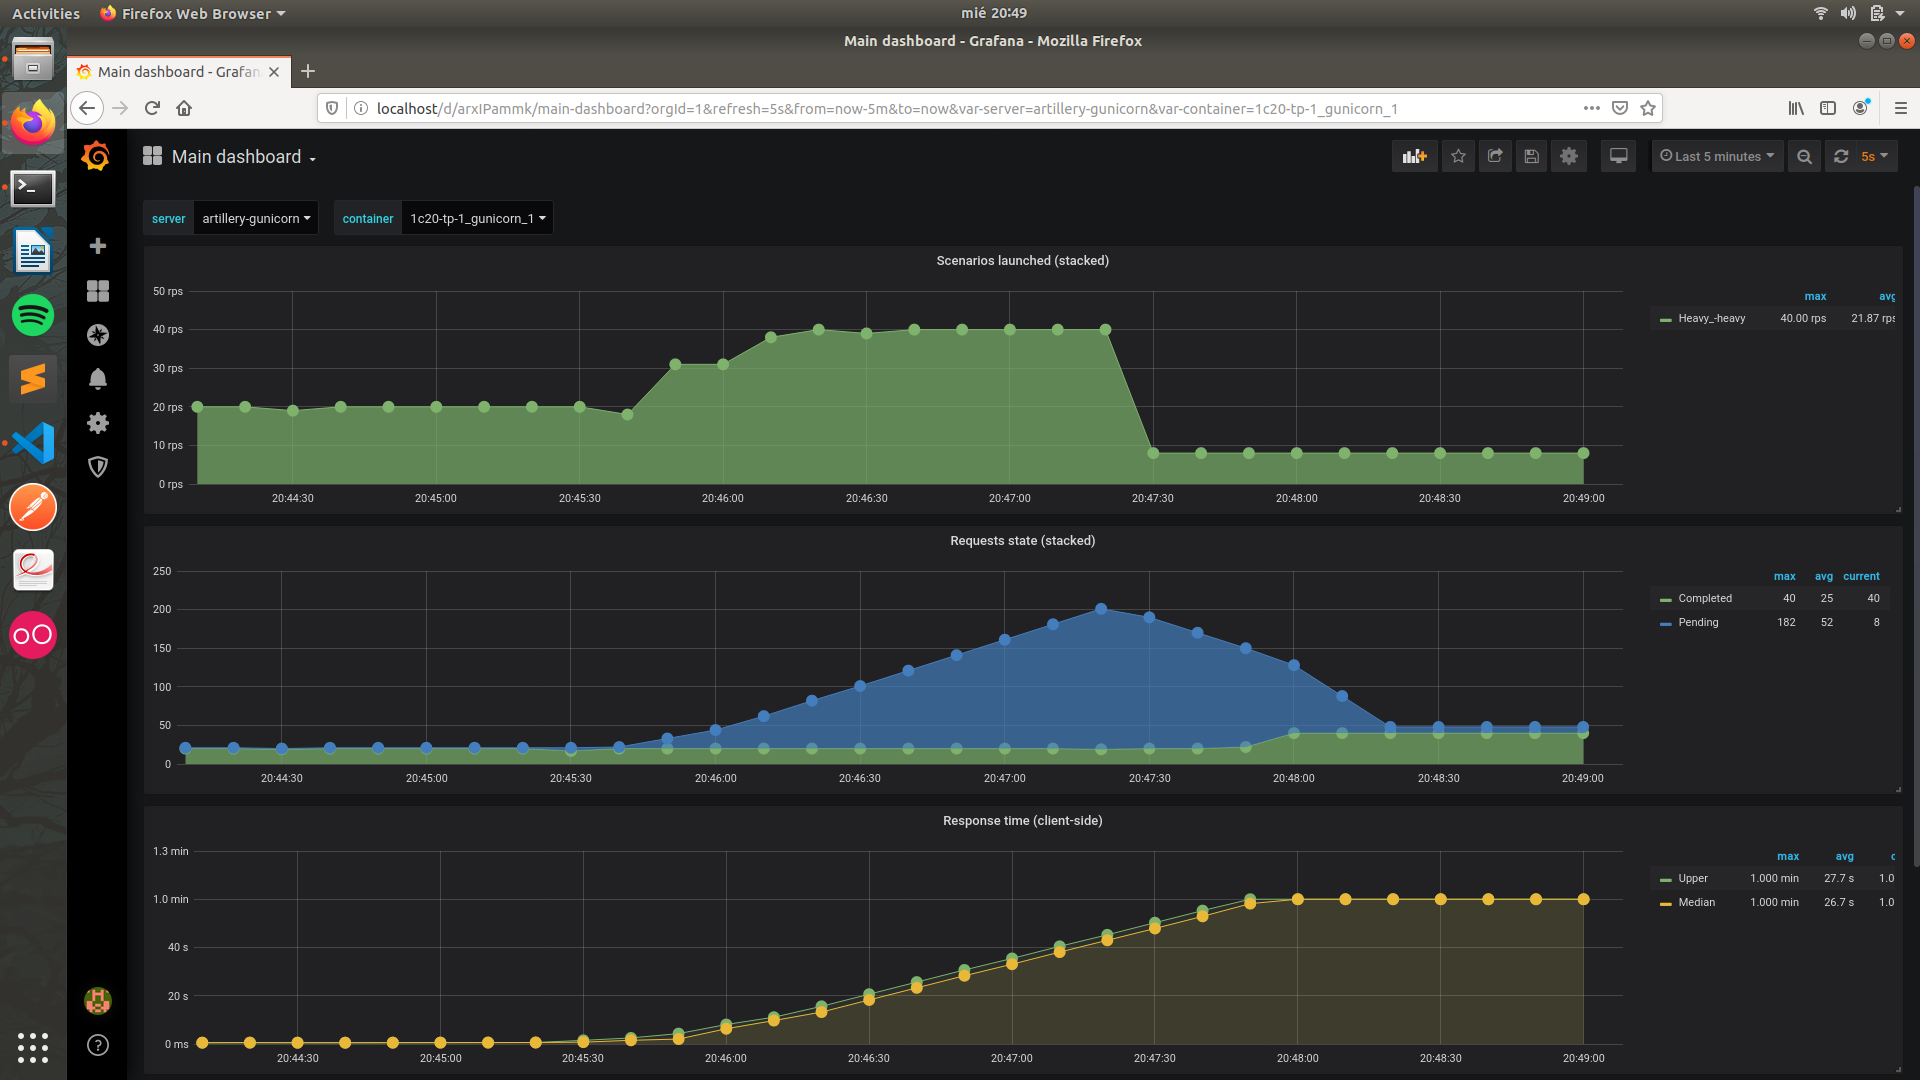 Activities Firefox Web Browser mié 20:49
Main dashboard - Grafana - Mozilla Firefox
Main dashboard - Grafan
localhost/d/arxIPammk/main-dashboard?orgId=1&refresh=5s&from=now-5m&to=now&var-server=artillery-gunicorn&var-container=1c20-tp-1_gunicorn_1
Main dashboard Last 5 minutes 5s
server artillery-gunicorn container 1c20-tp-1_gunicorn_1
Scenarios launched (stacked)
50 rps
40 rps
30 rps
20 rps
10 rps
0 rps
20:44:30 20:45:00 20:45:30 20:46:00 20:46:30 20:47:00 20:47:30 20:48:00 20:48:30 20:49:00
max avg
Heavy_-heavy 40.00 rps 21.87 rps
Requests state (stacked)
250
200
150
100
50
0
20:44:30 20:45:00 20:45:30 20:46:00 20:46:30 20:47:00 20:47:30 20:48:00 20:48:30 20:49:00
max avg current
Completed 40 25 40
Pending 182 52 8
Response time (client-side)
1.3 min
1.0 min
40 s
20 s
0 ms
20:44:30 20:45:00 20:45:30 20:46:00 20:46:30 20:47:00 20:47:30 20:48:00 20:48:30 20:49:00
max avg c
Upper 1.000 min 27.7 s 1.0
Median 1.000 min 26.7 s 1.0